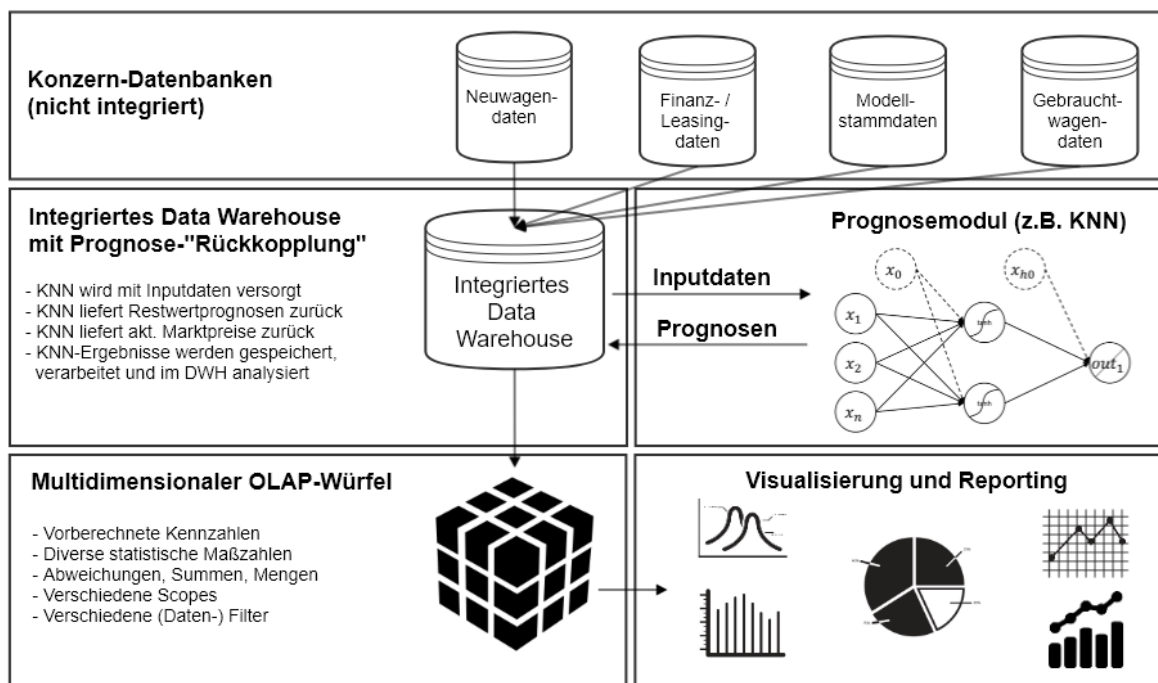 Konzern-Datenbanken
(nicht integriert)
Neuwagen-
daten
Finanz- /
Leasing-
daten
Modell-
stammdaten
Gebraucht-
wagen-
daten
Integriertes Data Warehouse
mit Prognose-"Rückkopplung"
- KNN wird mit Inputdaten versorgt
- KNN liefert Restwertprognosen zurück
- KNN liefert akt. Marktpreise zurück
- KNN-Ergebnisse werden gespeichert,
verarbeitet und im DWH analysiert
Integriertes
Data
Warehouse
Inputdaten
Prognosen
Prognosemodul (z.B. KNN)
x0
xh0
x1
x2
xn
tanh
tanh
out1
Multidimensionaler OLAP-Würfel
- Vorberechnete Kennzahlen
- Diverse statistische Maßzahlen
- Abweichungen, Summen, Mengen
- Verschiedene Scopes
- Verschiedene (Daten-) Filter
Visualisierung und Reporting